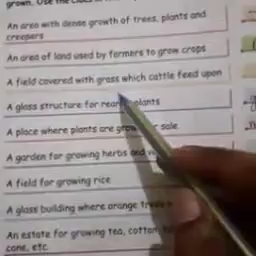 grown. Use the clues
An area with dense growth of trees, plants and
creepers
An area of land used by farmers to grow crops
A field covered with grass which cattle feed upon
A glass structure for plants
A place where plants are sale
A garden for growing herbs and
A field for growing rice
A glass building where orange
An estate for growing tea, cotton,
cane, etc.